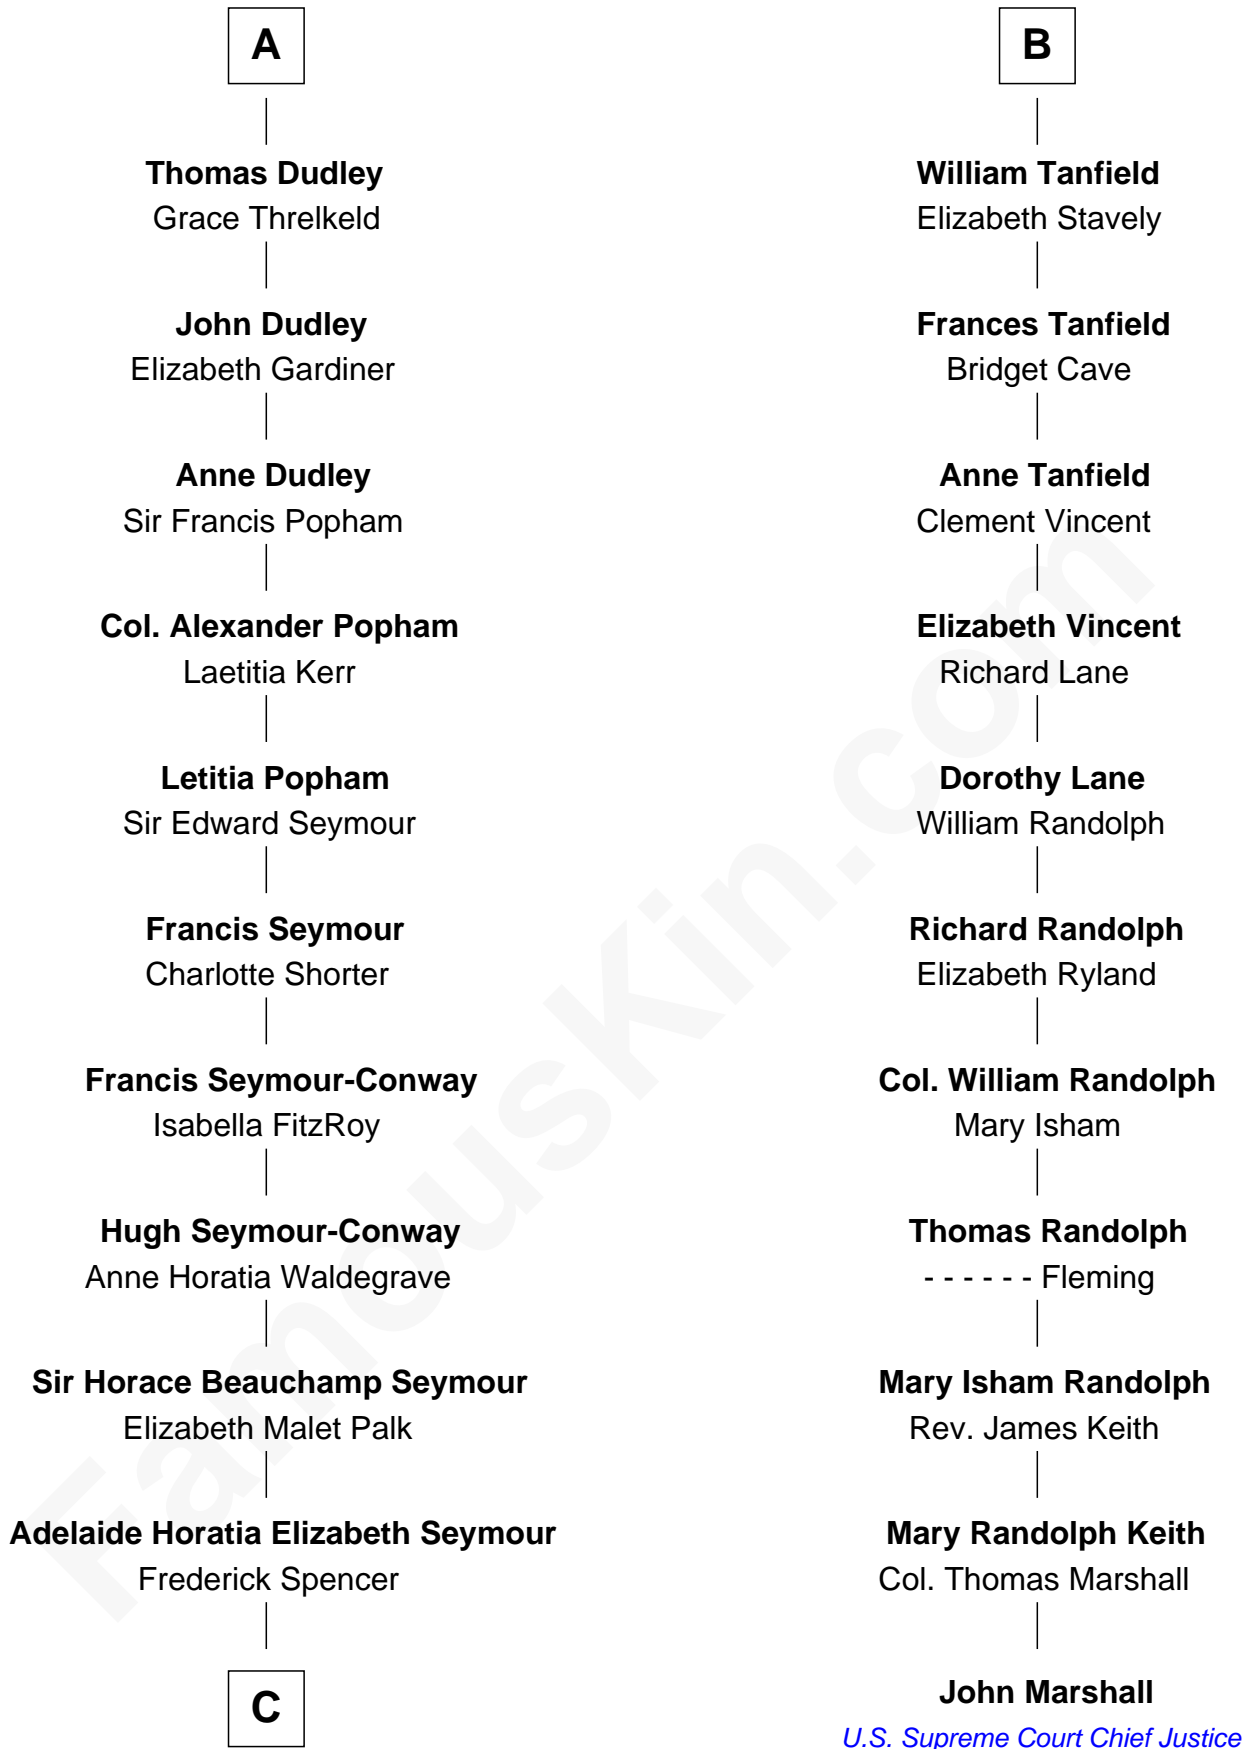 A
Thomas Dudley
Grace Threlkeld
John Dudley
Elizabeth Gardiner
Anne Dudley
Sir Francis Popham
Col. Alexander Popham
Laetitia Kerr
Letitia Popham
Sir Edward Seymour
Francis Seymour
Charlotte Shorter
Francis Seymour-Conway
Isabella FitzRoy
Hugh Seymour-Conway
Anne Horatia Waldegrave
Sir Horace Beauchamp Seymour
Elizabeth Malet Palk
Adelaide Horatia Elizabeth Seymour
Frederick Spencer
C
B
William Tanfield
Elizabeth Stavely
Frances Tanfield
Bridget Cave
Anne Tanfield
Clement Vincent
Elizabeth Vincent
Richard Lane
Dorothy Lane
William Randolph
Richard Randolph
Elizabeth Ryland
Col. William Randolph
Mary Isham
Thomas Randolph
- - - - - - Fleming
Mary Isham Randolph
Rev. James Keith
Mary Randolph Keith
Col. Thomas Marshall
John Marshall
U.S. Supreme Court Chief Justice
FamousKin.com